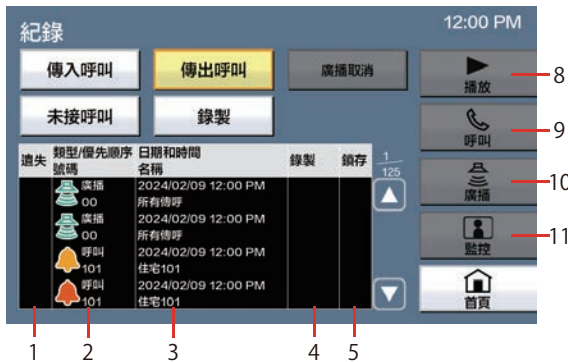 紀錄
12:00 PM
傳入呼叫
傳出呼叫
廣播取消
播放
8
未接呼叫
錄製
呼叫
9
遺失
類型/優先順序
號碼
日期和時間
名稱
錄製
鎖存
1
125
廣播
00
2024/02/09 12:00 PM
所有傳呼
廣播
10
廣播
00
2024/02/09 12:00 PM
所有傳呼
呼叫
101
2024/02/09 12:00 PM
住宅101
監控
11
呼叫
101
2024/02/09 12:00 PM
住宅101
首頁
1
2
3
4
5